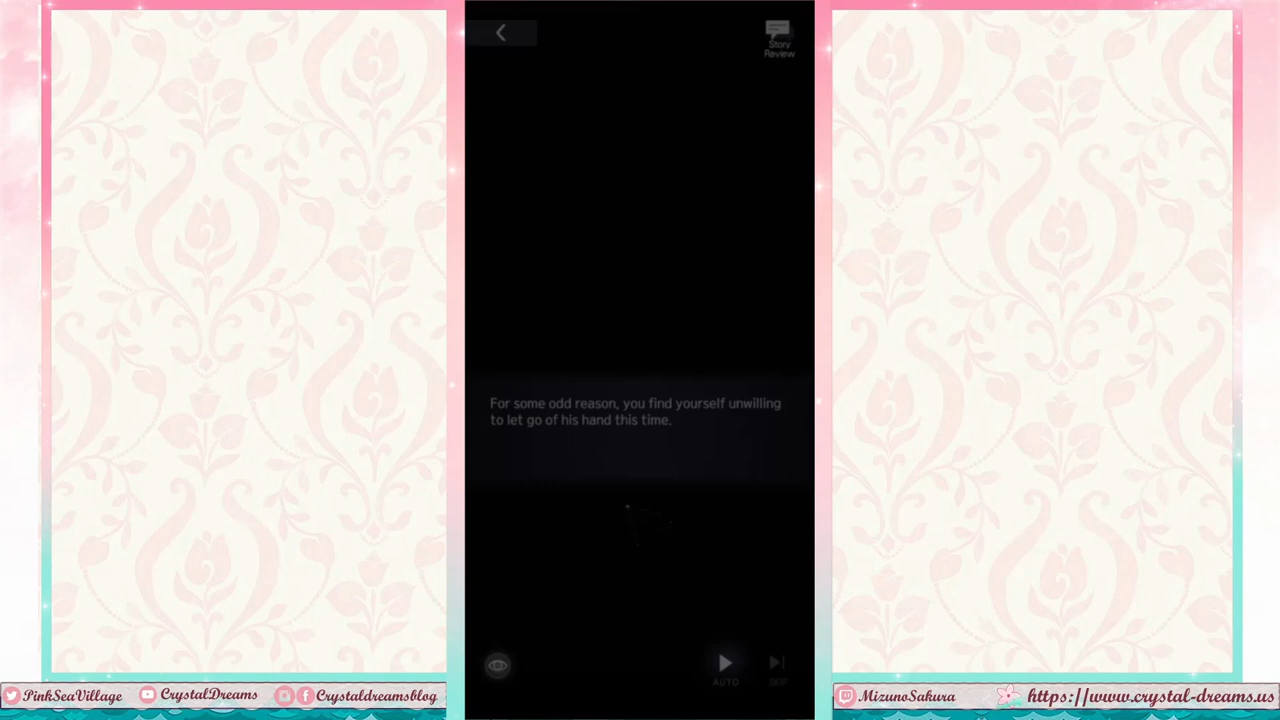 Story
Review
For some odd reason, you find yourself unwilling
to let go of his hand this time.
AUTO
SKIP
PinkSeaVillage
CrystalDreams
Crystaldreamsblog
MizunoSakura
https://www.crystal-dreams.us